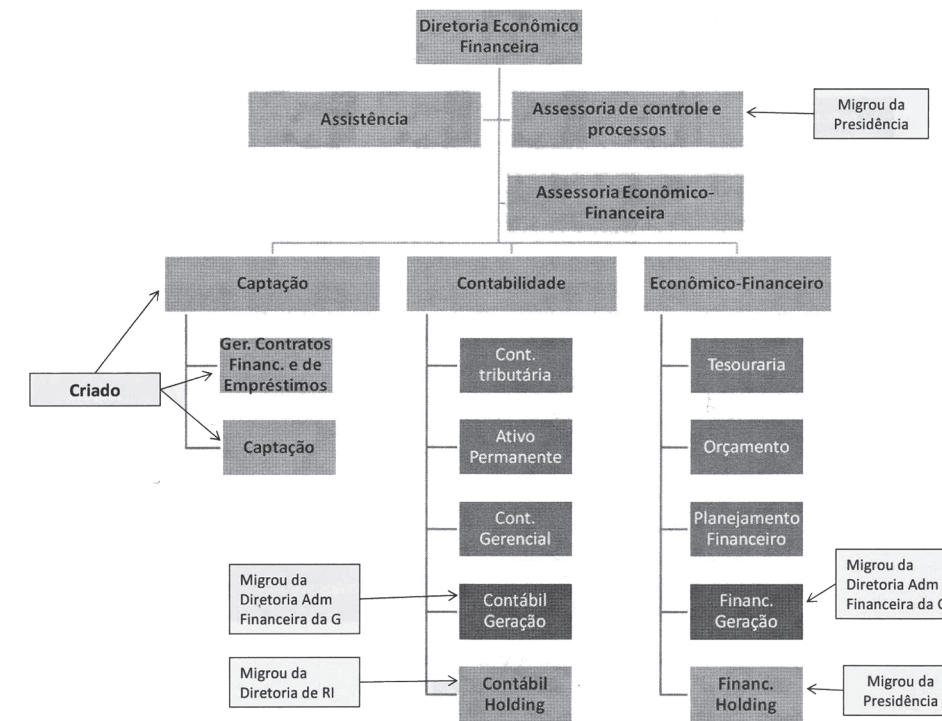 Diretoria Econômico
Financeira
Assistência
Assessoria de controle e
processos
Migrou da
Presidência
Assessoria Econômico-
Financeira
Captação
Contabilidade
Econômico-Financeiro
Ger. Contratos
Financ. e de
Empréstimos
Cont.
tributária
Tesouraria
Criado
Captação
Ativo
Permanente
Orçamento
Cont.
Gerencial
Planejamento
Financeiro
Migrou da
Diretoria Adm
Financeira da G
Contábil
Geração
Financ.
Geração
Migrou da
Diretoria Adm
Financeira da
Migrou da
Diretoria de RI
Contábil
Holding
Financ.
Holding
Migrou da
Presidência